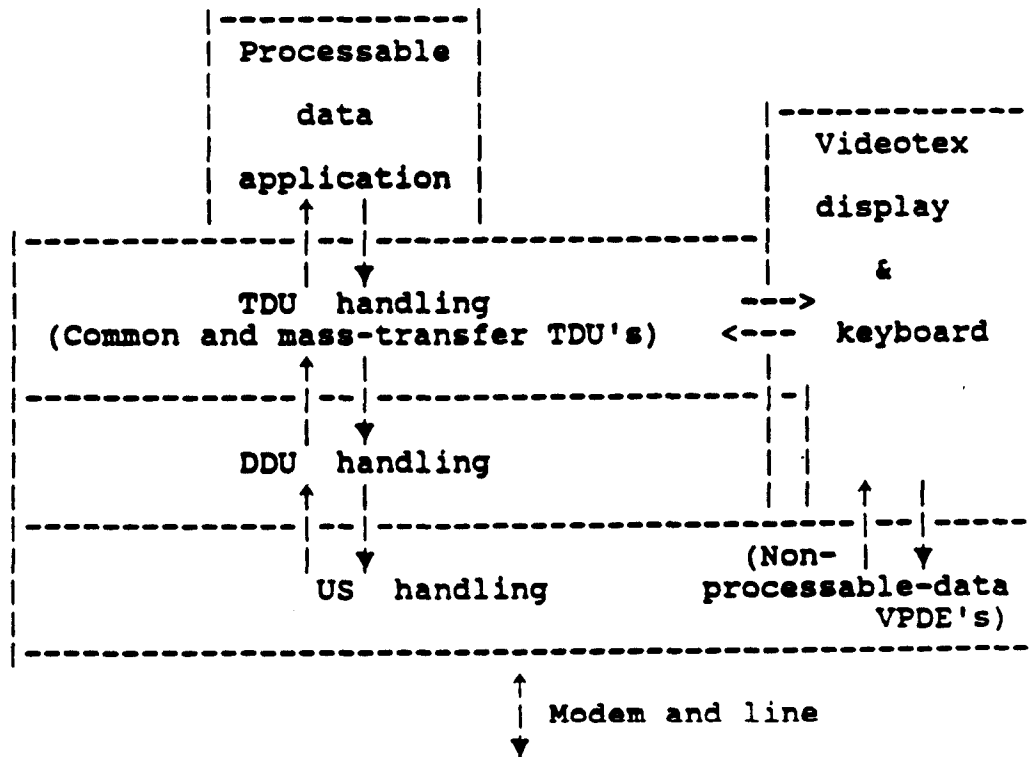 Processable
data
application
Videotex
display
&
keyboard
TDU handling
(Common and mass-transfer TDU's)
DDU handling
US handling
(Non-
processable-data
VPDE's)
Modem and line